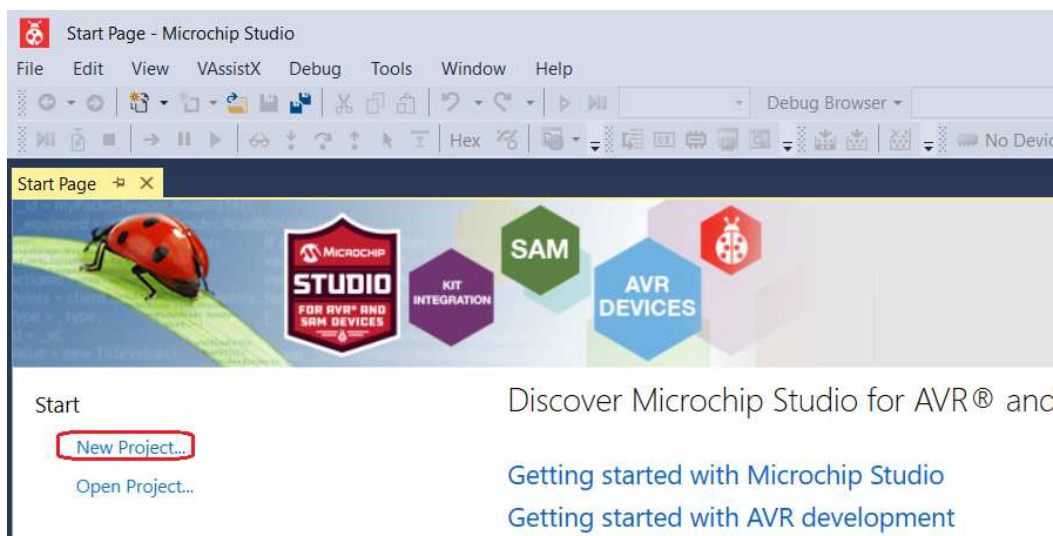 Start Page - Microchip Studio
File Edit View VAssistX Debug Tools Window Help
Debug Browser
Hex No Devic
Start Page
MICROCHIP
STUDIO
FOR AVR® AND
SAM DEVICES
KIT
INTEGRATION
SAM
AVR
DEVICES
Start
New Project...
Open Project...
Discover Microchip Studio for AVR® and
Getting started with Microchip Studio
Getting started with AVR development